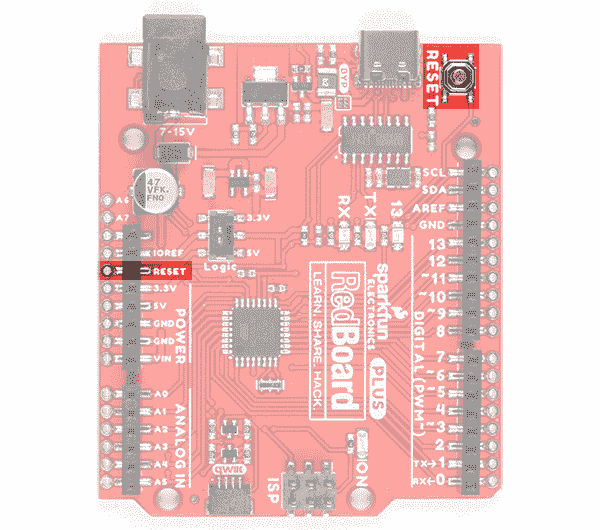 7-15V
BYP
RESET
47
VFK.
FNO
A6
A7
IOREF
RESET
3.3V
5V
GND
GND
VIN
POWER
A0
A1
A2
A3
A4
A5
ANALOG IN
3.3V
5V
Logic
RX
TX
13
sparkfun
ELECTRONICS
RedBoard
LEARN. SHARE. HACK.
PLUS
qwiic
ISP
ON
SCL
SDA
AREF
GND
13
12
~11
~10
~9
8
7
~6
~5
4
~3
2
TX→1
RX←0
DIGITAL (PWM~)